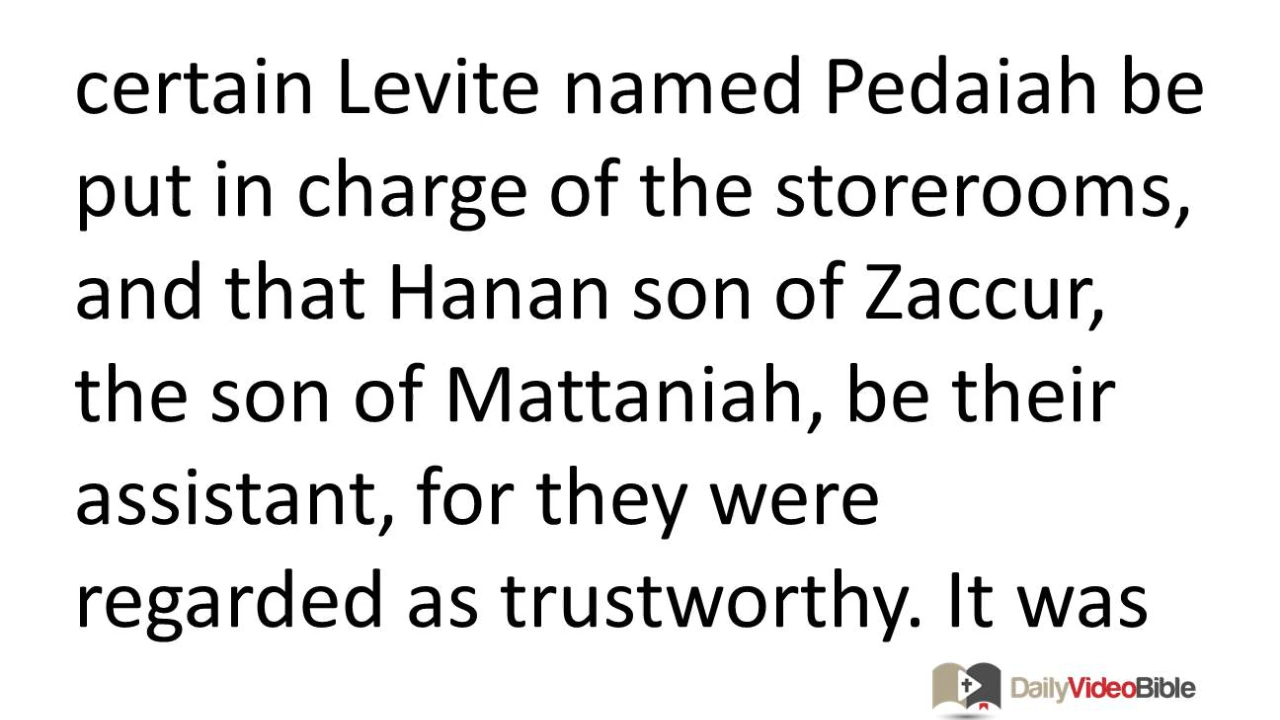 certain Levite named Pedaiah be
put in charge of the storerooms,
and that Hanan son of Zaccur,
the son of Mattaniah, be their
assistant, for they were
regarded as trustworthy. It was
DailyVideoBible